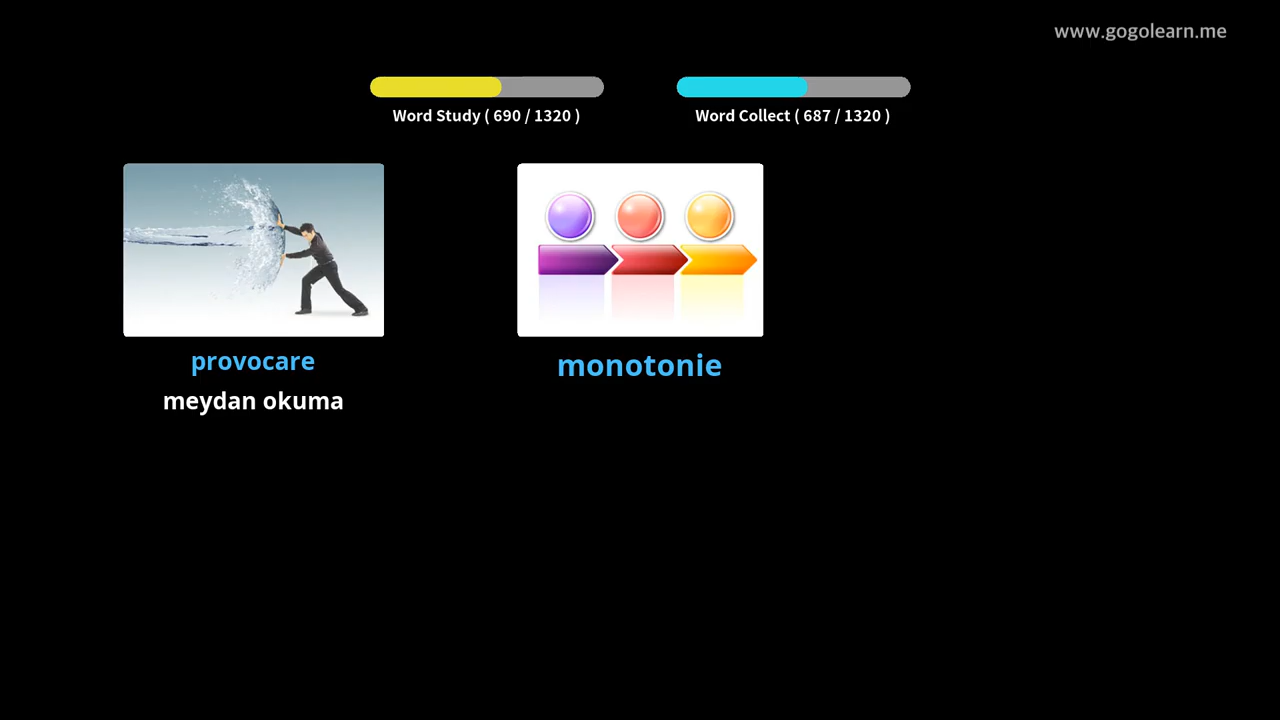 www.gogolearn.me
Word Study ( 690 / 1320 )
Word Collect ( 687 / 1320 )
provocare
meydan okuma
monotonie